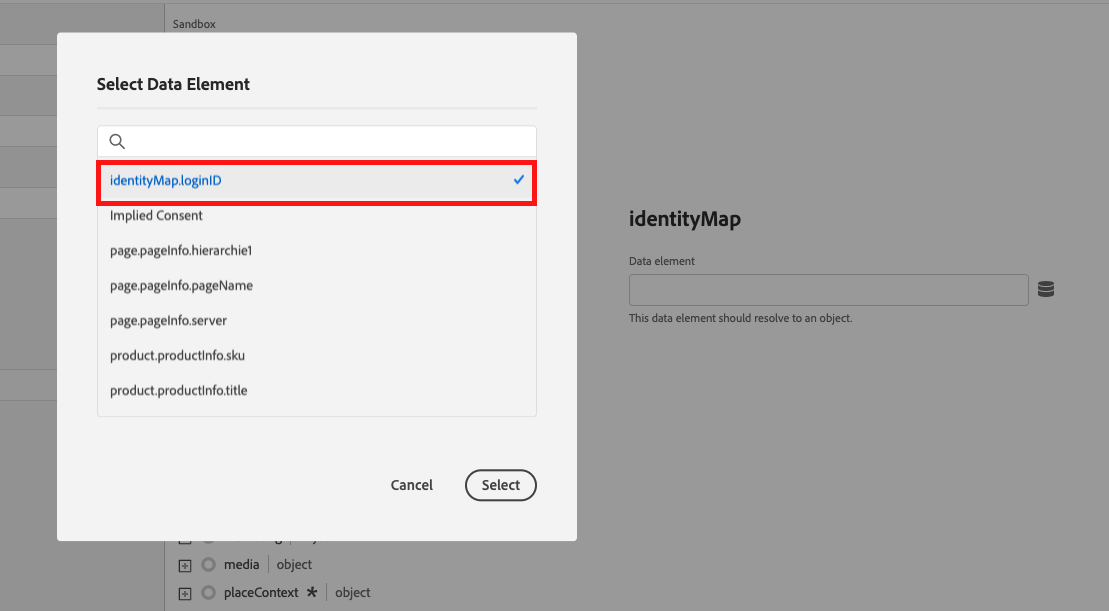 Sandbox
Select Data Element
identityMap.loginID
Implied Consent
page.pageInfo.hierarchie1
page.pageInfo.pageName
page.pageInfo.server
product.productInfo.sku
product.productInfo.title
Cancel
Select
identityMap
Data element
This data element should resolve to an object.
media object
placeContext * object